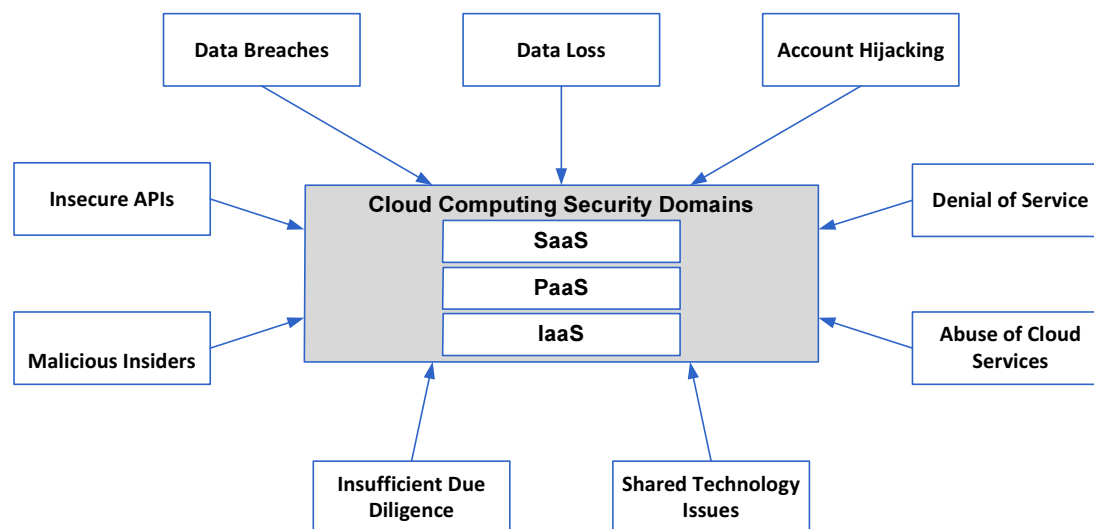 Data Breaches
Data Loss
Account Hijacking
Insecure APIs
Denial of Service
Cloud Computing Security Domains
SaaS
PaaS
IaaS
Malicious Insiders
Abuse of Cloud
Services
Insufficient Due
Diligence
Shared Technology
Issues